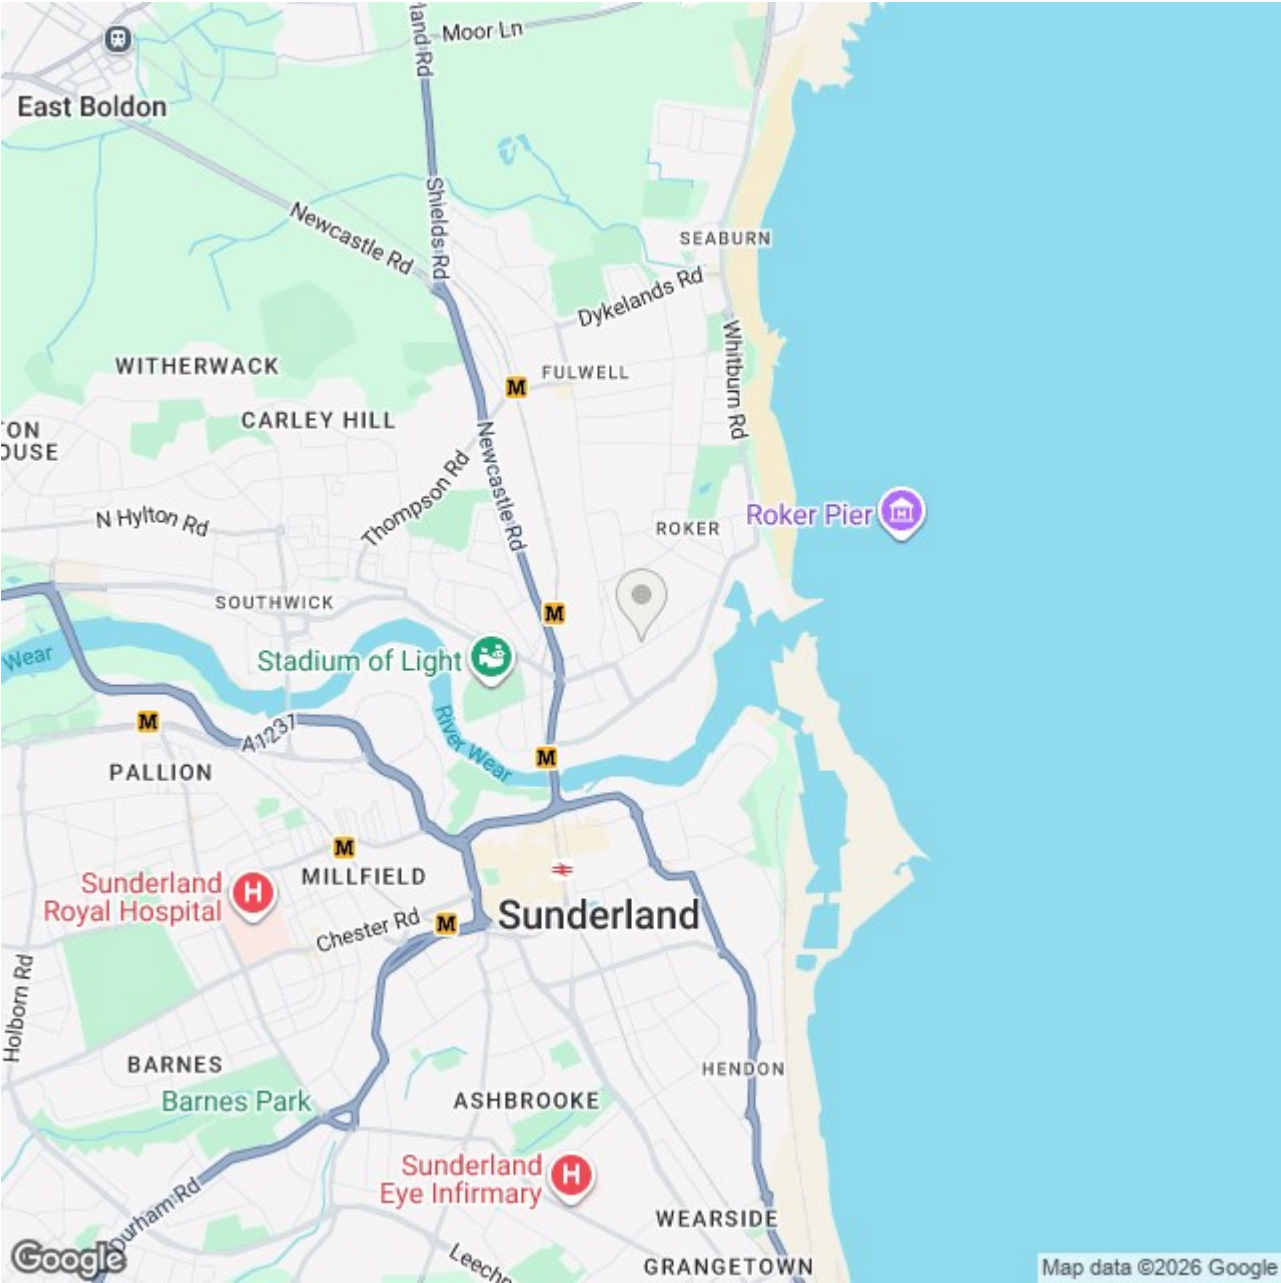 Moor Ln
East Boldon
Shields Rd
Newcastle Rd
SEABURN
Dykelands Rd
WITHERWACK
M
FULWELL
Whitburn Rd
CARLEY HILL
Newcastle Rd
Thompson Rd
N Hylton Rd
Roker Pier
ROKER
SOUTHWICK
M
Wear
Stadium of Light
River Wear
M
A1231
M
PALLION
M
MILLFIELD
Sunderland
Royal Hospital
H
Chester Rd
M
Sunderland
Holborn Rd
BARNES
HENDON
Barnes Park
ASHBROOKE
Sunderland
Eye Infirmary
H
Durham Rd
WEARSIDE
GRANGETOWN
Google
Map data ©2026 Google